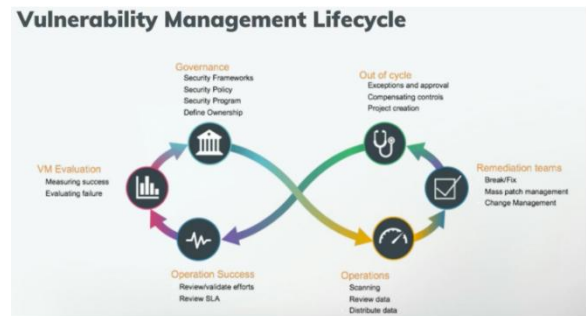 Vulnerability Management Lifecycle
Governance
Security Frameworks
Security Policy
Security Program
Define Ownership
Out of cycle
Exceptions and approval
Compensating controls
Project creation
VM Evaluation
Measuring success
Evaluating failure
Remediation teams
Break/Fix
Mass patch management
Change Management
Operation Success
Review/validate efforts
Review SLA
Operations
Scanning
Review data
Distribute data